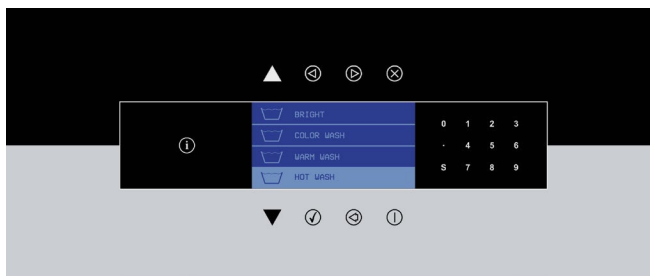 BRIGHT
COLOR WASH
WARM WASH
HOT WASH
0 1 2 3
· 4 5 6
S 7 8 9
i